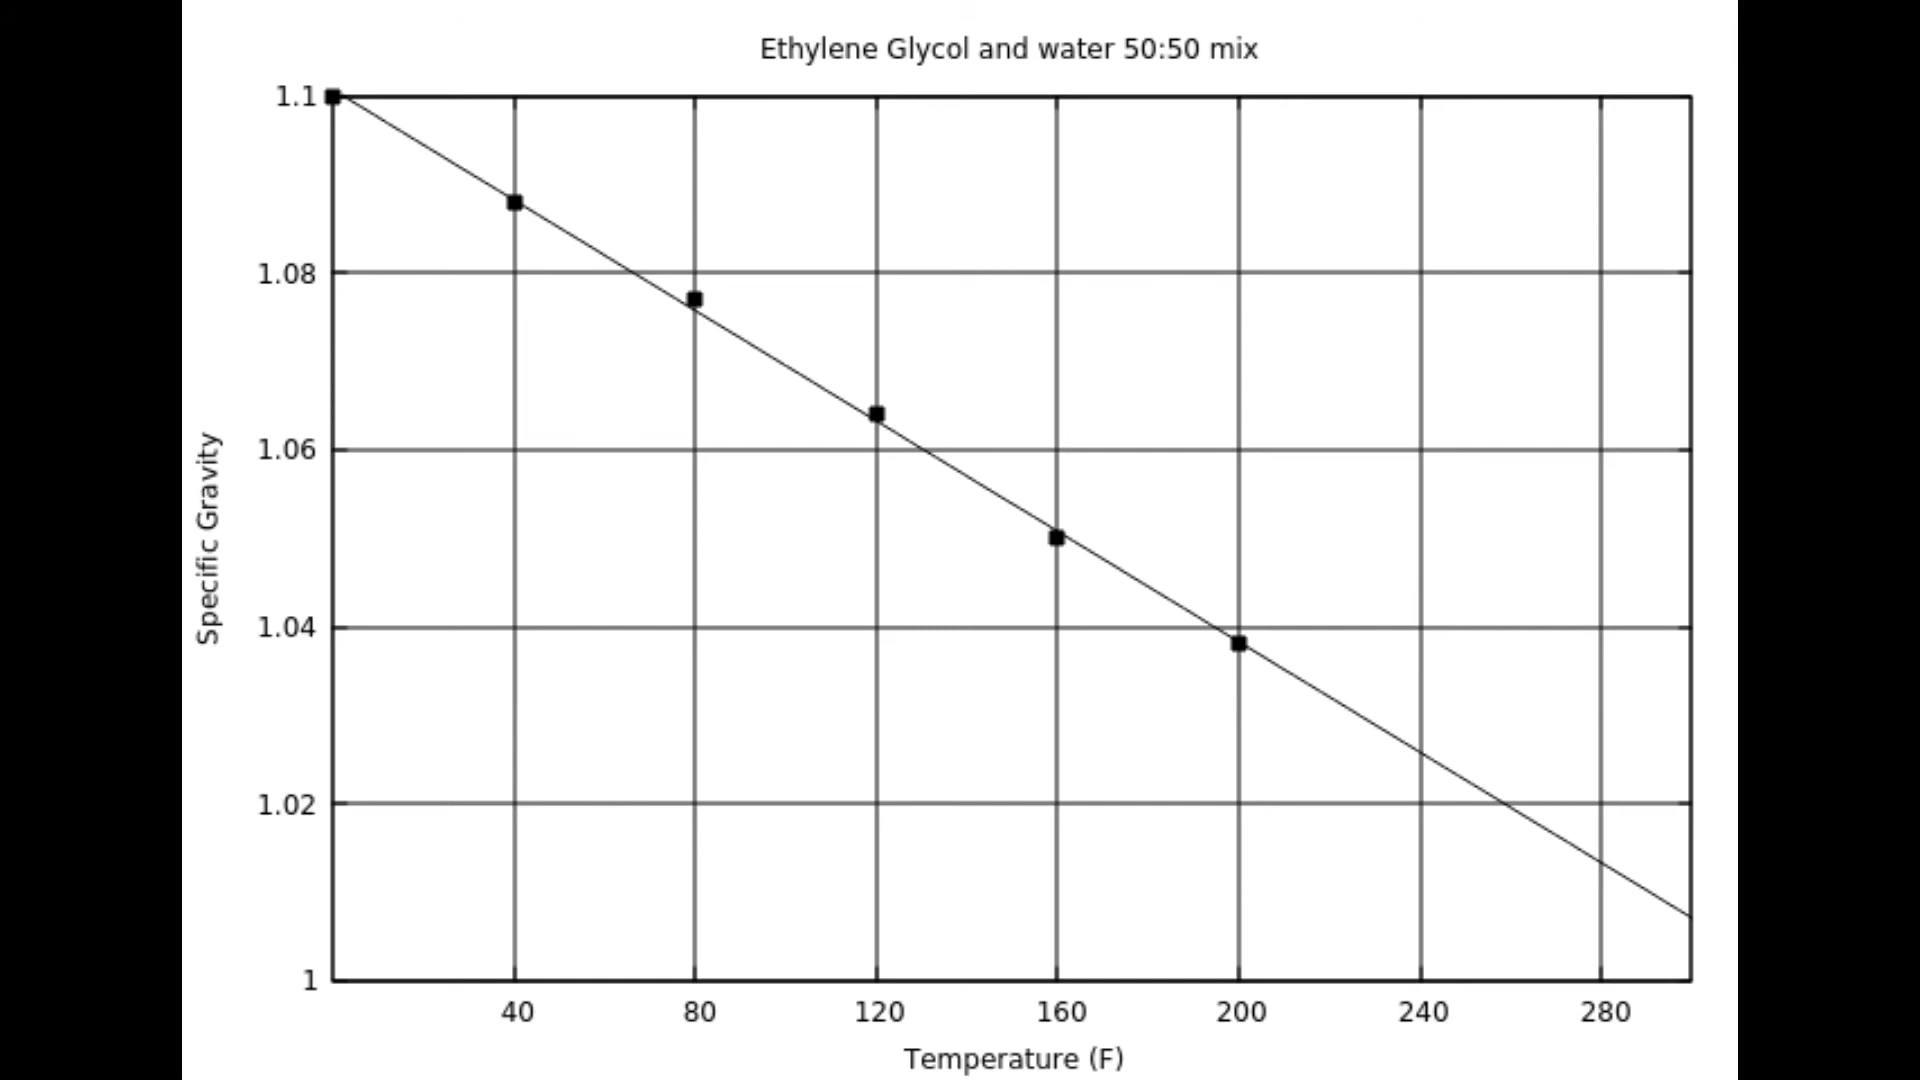 Ethylene Glycol and water 50:50 mix
1.1
1.08
1.06
1.04
1.02
1
Specific Gravity
40 80 120 160 200 240 280
Temperature (F)